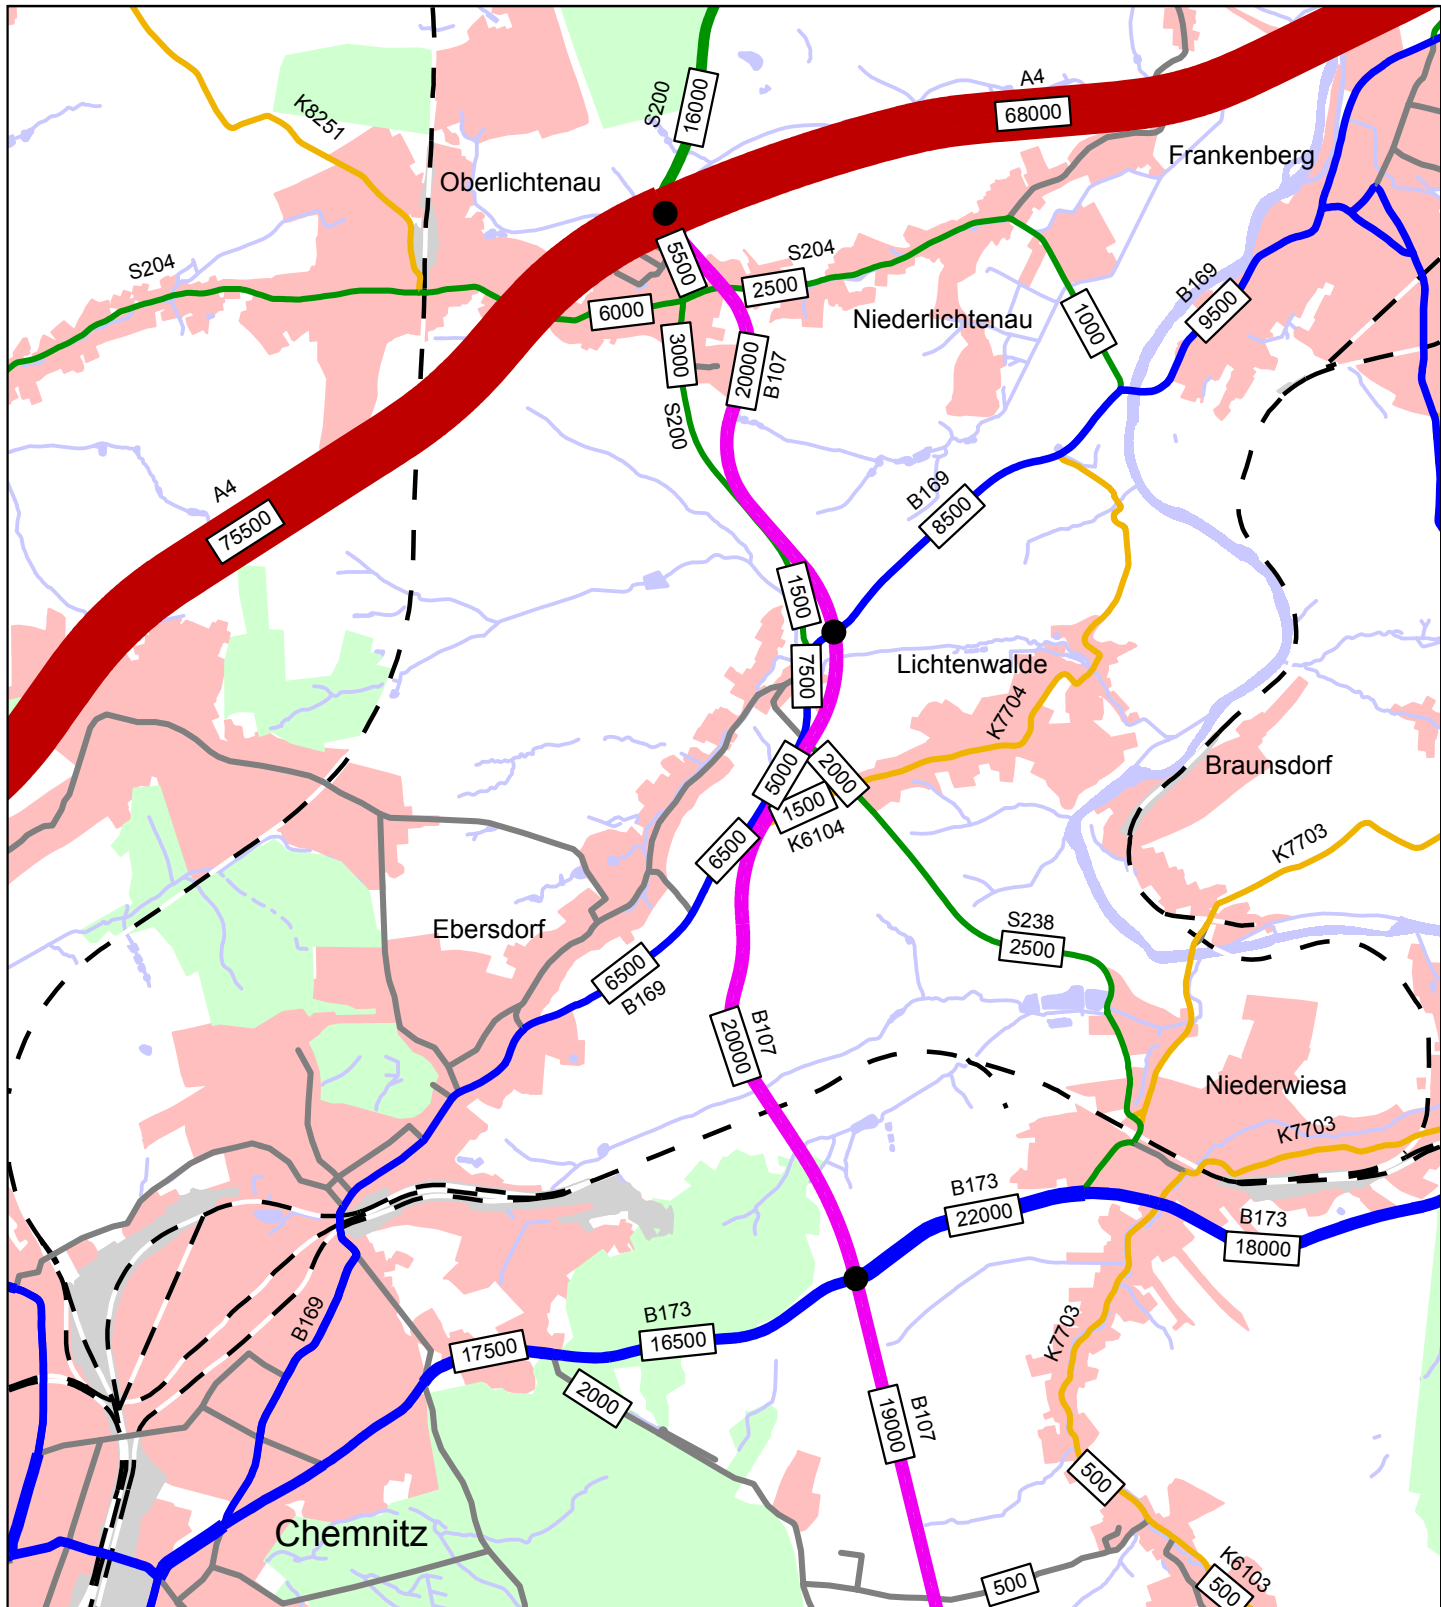 A4
68000
S200
16000
K8251
Frankenberg
Oberlichtenau
S204
5500
S204
2500
6000
B169
9500
Niederlichtenau
1000
3000
20000
B107
S200
A4
75500
B169
8500
1500
7500
Lichtenwalde
K7704
5000
2000
1500
K6104
Braunsdorf
K7703
6500
Ebersdorf
S238
2500
6500
B169
B107
20000
Niederwiesa
K7703
B173
22000
B173
18000
B169
B173
16500
17500
K7703
2000
B107
19000
500
Chemnitz
K6103
500
500